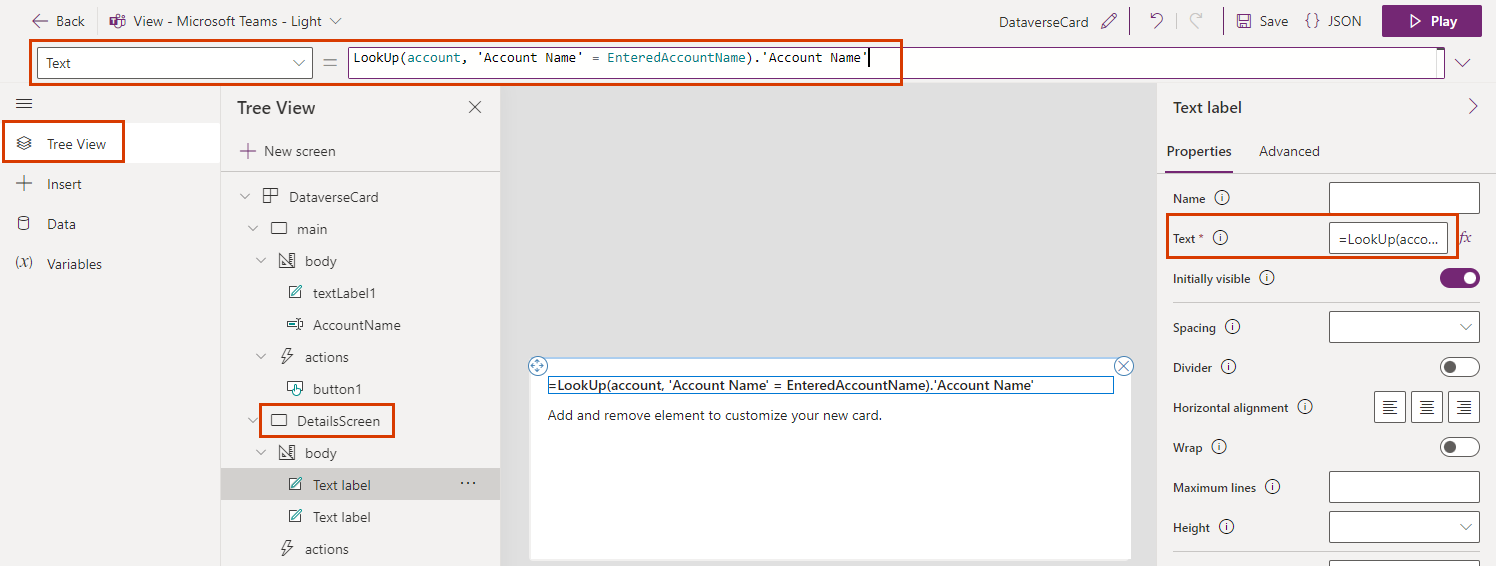 Back
View - Microsoft Teams - Light
DataverseCard
Save
{} JSON
Play
Text
=
LookUp(account, 'Account Name' = EnteredAccountName).'Account Name'
Tree View
Insert
Data
(x) Variables
Tree View
New screen
DataverseCard
main
body
textLabel1
AccountName
actions
button1
DetailsScreen
body
Text label
...
Text label
actions
=LookUp(account, 'Account Name' = EnteredAccountName).'Account Name'
Add and remove element to customize your new card.
Text label
Properties Advanced
Name
Text * =LookUp(acco... fx
Initially visible
Spacing
Divider
Horizontal alignment
Wrap
Maximum lines
Height